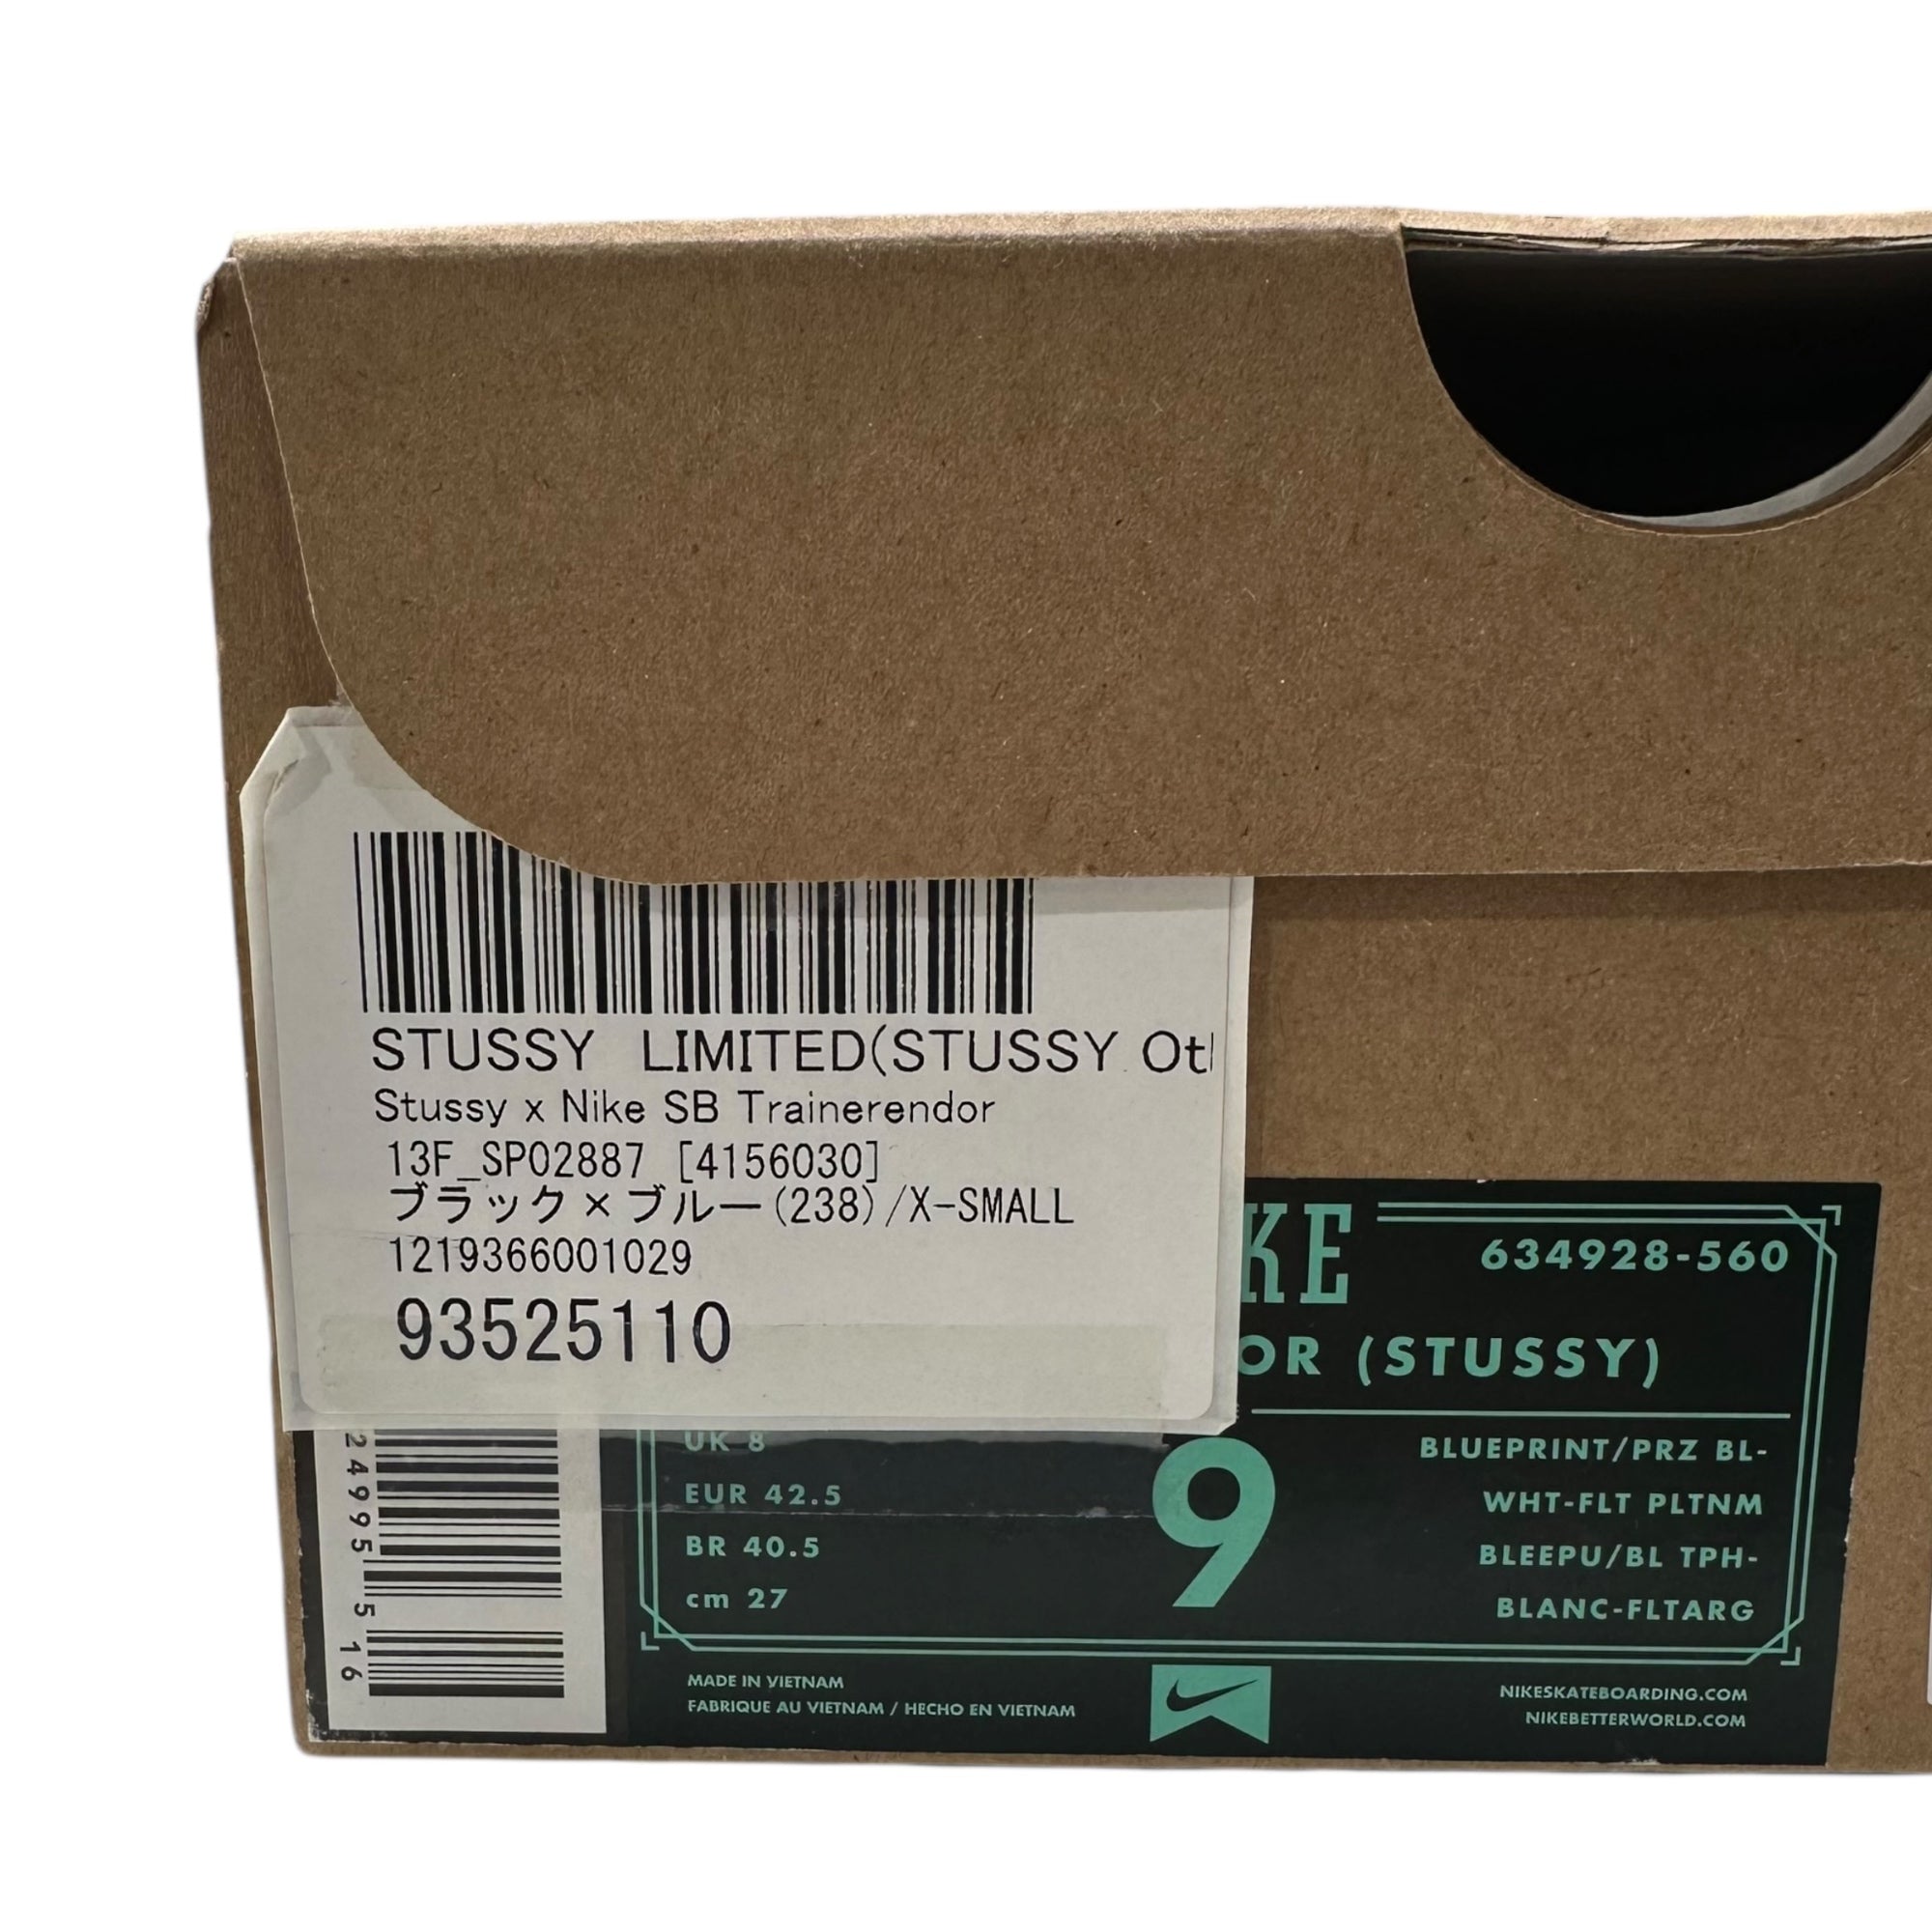 STUSSY LIMITED(STUSSY Ot
Stussy x Nike SB Trainerendor
13F_SP02887 [4156030]
ブラック×ブルー(238)/X-SMALL
1219366001029
93525110
KE
634928-560
OR (STUSSY)
UK 8
EUR 42.5
BR 40.5
cm 27
9
BLUEPRINT/PRZ BL-
WHT-FLT PLTNM
BLEEPU/BL TPH-
BLANC-FLTARG
MADE IN VIETNAM
FABRIQUE AU VIETNAM / HECHO EN VIETNAM
NIKESKATEBOARDING.COM
NIKEBETTERWORLD.COM
24995 5 16